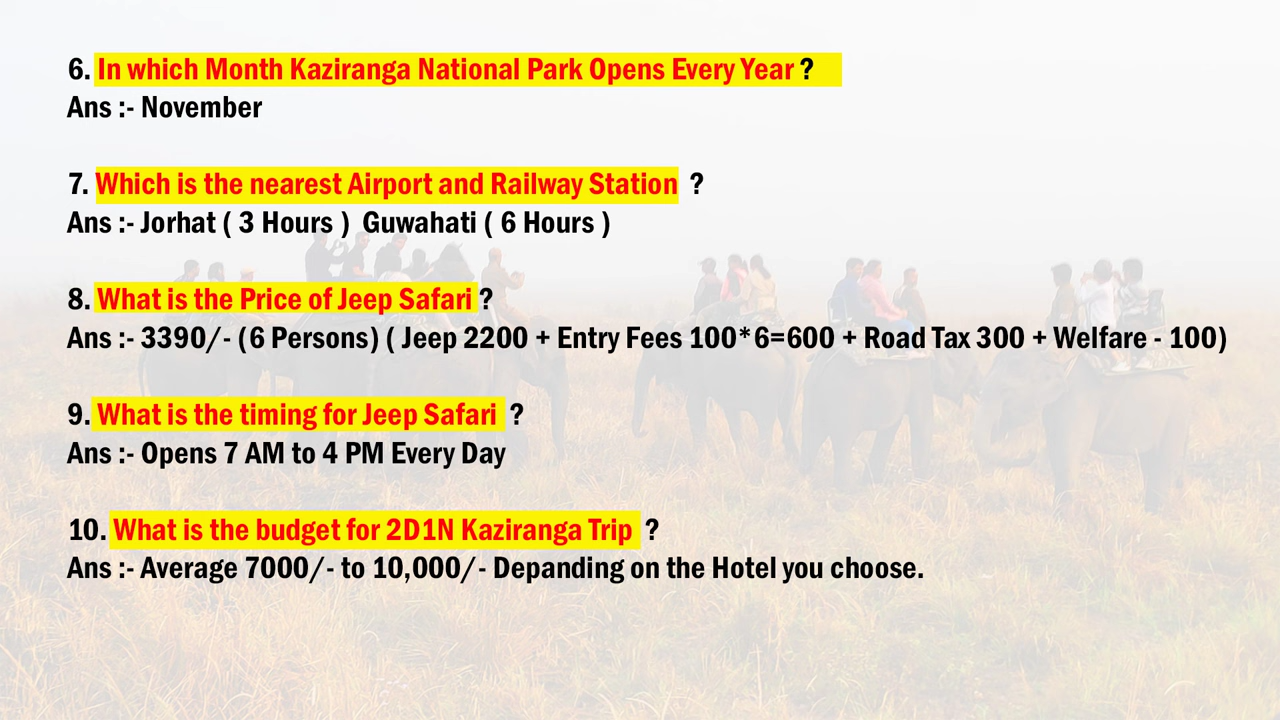 6. In which Month Kaziranga National Park Opens Every Year ?
Ans :- November
7. Which is the nearest Airport and Railway Station ?
Ans :- Jorhat ( 3 Hours ) Guwahati ( 6 Hours )
8. What is the Price of Jeep Safari ?
Ans :- 3390/- (6 Persons) ( Jeep 2200 + Entry Fees 100*6=600 + Road Tax 300 + Welfare - 100)
9. What is the timing for Jeep Safari ?
Ans :- Opens 7 AM to 4 PM Every Day
10. What is the budget for 2D1N Kaziranga Trip ?
Ans :- Average 7000/- to 10,000/- Depanding on the Hotel you choose.